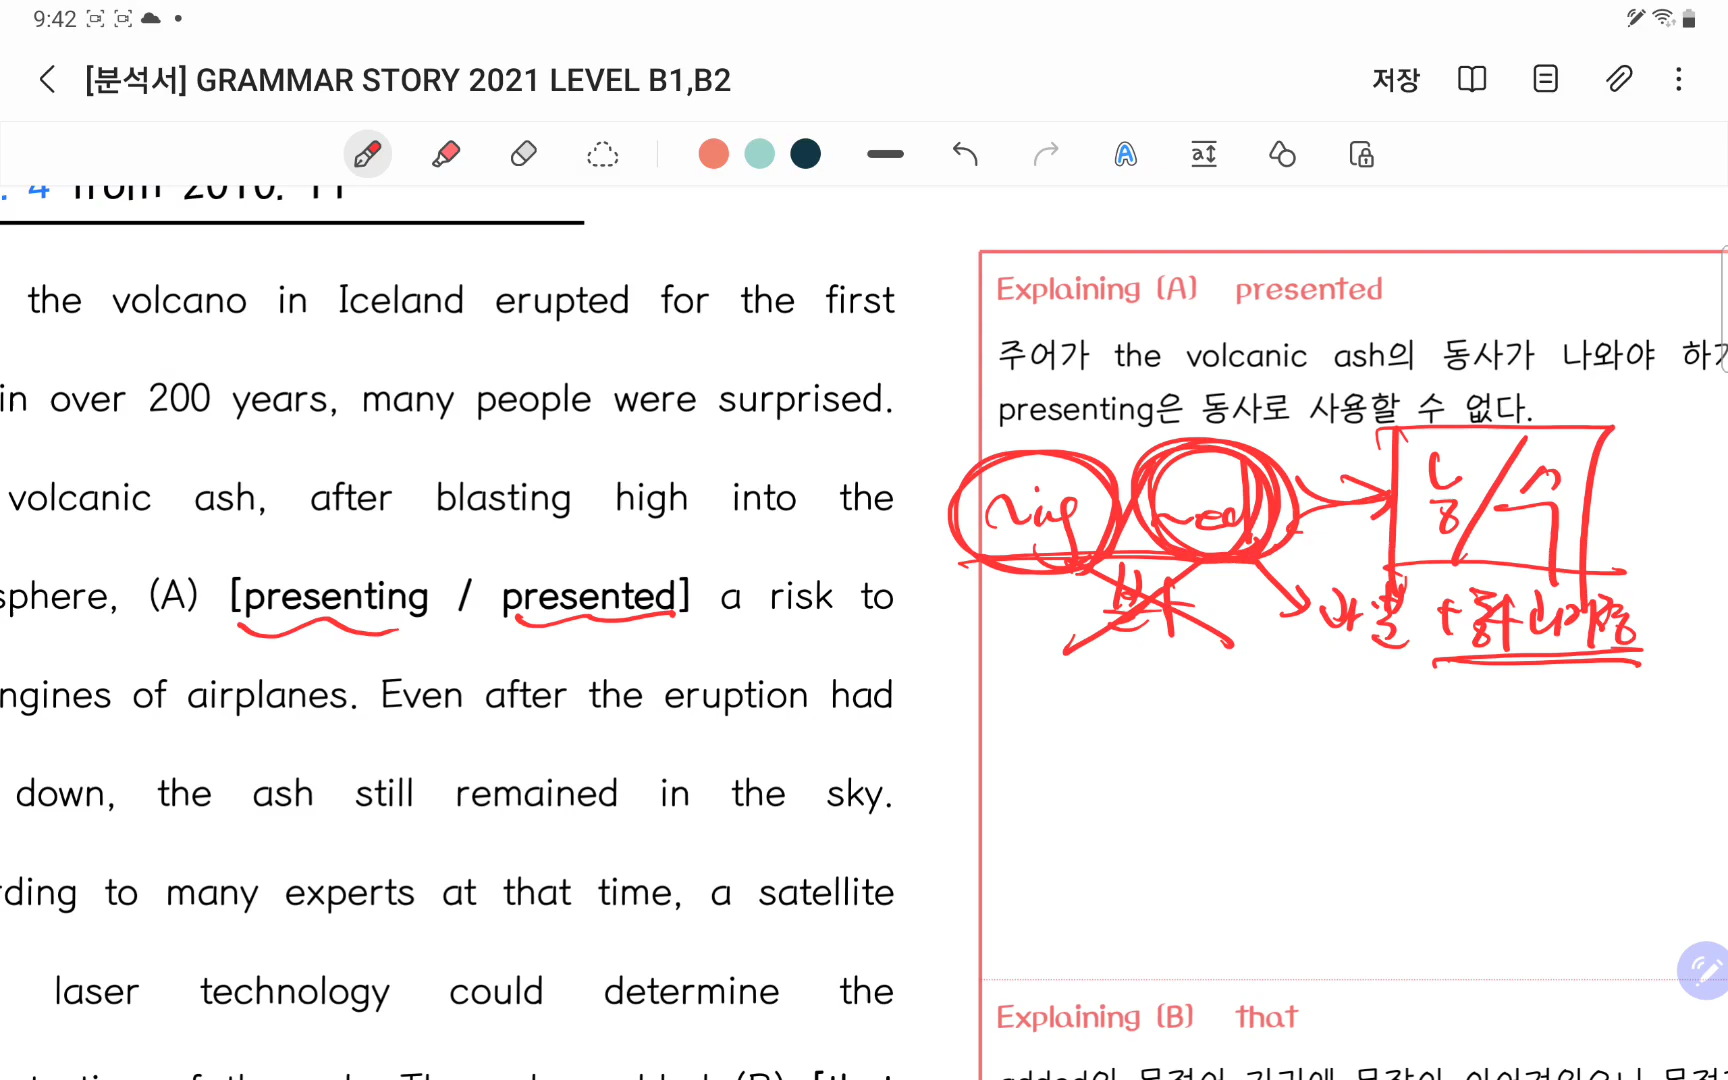 9:42
[분석서] GRAMMAR STORY 2021 LEVEL B1,B2
저장
. 4 from 2010. 11
the volcano in Iceland erupted for the first
in over 200 years, many people were surprised.
volcanic ash, after blasting high into the
sphere, (A) [presenting / presented] a risk to
ngines of airplanes. Even after the eruption had
down, the ash still remained in the sky.
rding to many experts at that time, a satellite
laser technology could determine the
Explaining (A) presented
주어가 the volcanic ash의 동사가 나와야 하기
presenting은 동사로 사용할 수 없다.
~ing / ~ed
능/수
Explaining (B) that